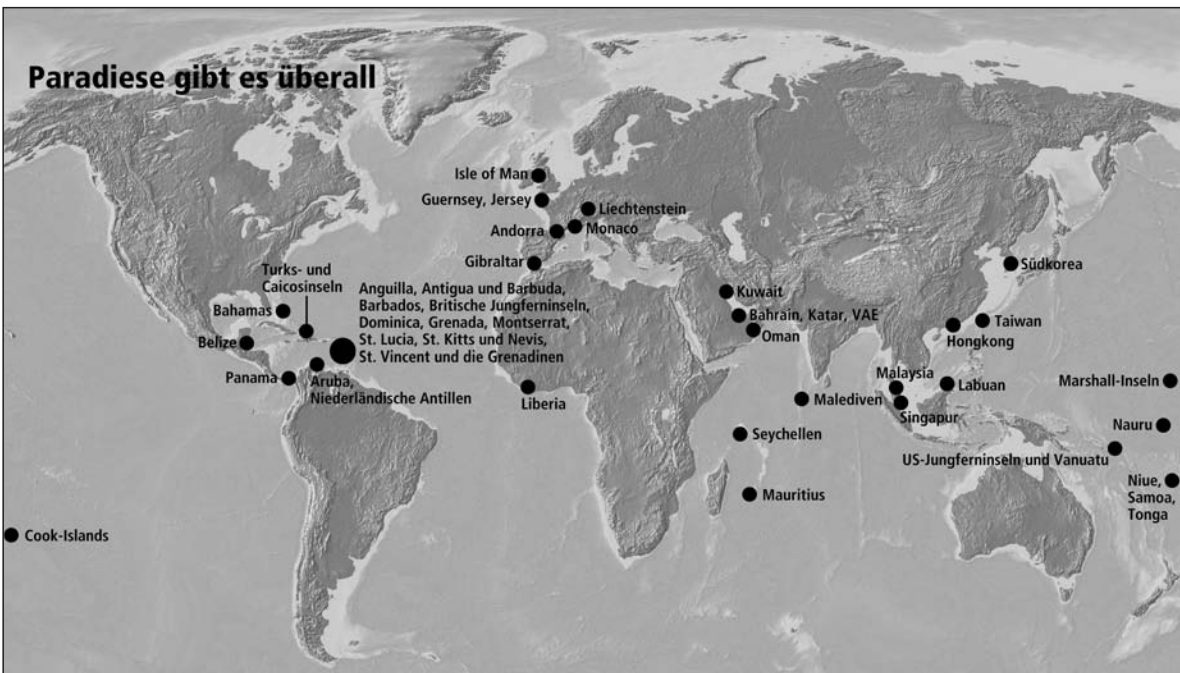 Paradiese gibt es überall
Isle of Man
Guernsey, Jersey
Liechtenstein
Andorra
Monaco
Gibraltar
Südkorea
Turks- und
Caicosinseln
Anguilla, Antigua und Barbuda,
Barbados, Britische Jungferninseln,
Dominica, Grenada, Montserrat,
St. Lucia, St. Kitts und Nevis,
St. Vincent und die Grenadinen
Kuwait
Bahamas
Bahrain, Katar, VAE
Taiwan
Oman
Hongkong
Belize
Malaysia
Panama
Aruba,
Niederländische Antillen
Liberia
Malediven
Labuan
Marshall-Inseln
Singapur
Nauru
Seychellen
US-Jungferninseln und Vanuatu
Mauritius
Niue,
Samoa,
Tonga
Cook-Islands